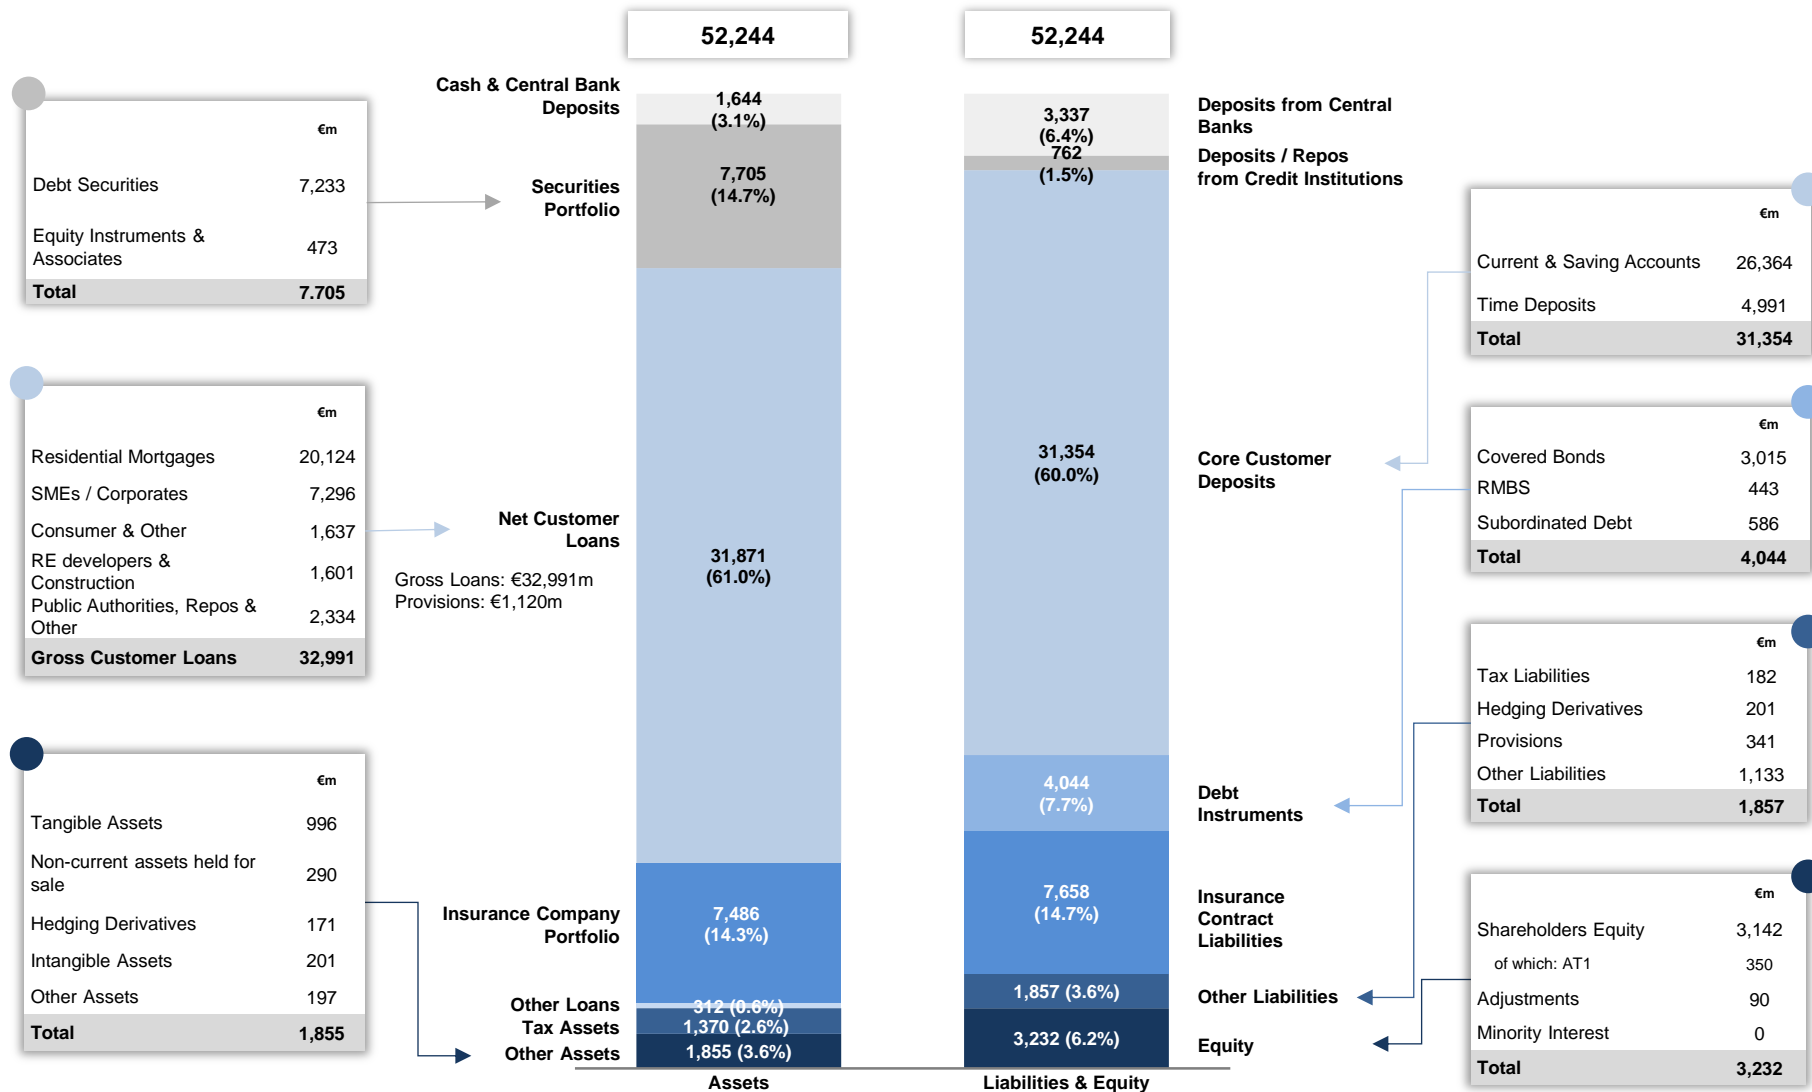 52,244
52,244
€m
Debt Securities 7,233
Equity Instruments &
Associates 473
Total 7.705
€m
Residential Mortgages 20,124
SMEs / Corporates 7,296
Consumer & Other 1,637
RE developers &
Construction 1,601
Public Authorities, Repos &
Other 2,334
Gross Customer Loans 32,991
€m
Tangible Assets 996
Non-current assets held for
sale 290
Hedging Derivatives 171
Intangible Assets 201
Other Assets 197
Total 1,855
Cash & Central Bank
Deposits
Securities
Portfolio
Net Customer
Loans
Gross Loans: €32,991m
Provisions: €1,120m
Insurance Company
Portfolio
Other Loans
Tax Assets
Other Assets
1,644
(3.1%)
7,705
(14.7%)
31,871
(61.0%)
7,486
(14.3%)
312 (0.6%)
1,370 (2.6%)
1,855 (3.6%)
Assets
3,337
(6.4%)
762
(1.5%)
31,354
(60.0%)
4,044
(7.7%)
7,658
(14.7%)
1,857 (3.6%)
3,232 (6.2%)
Liabilities & Equity
Deposits from Central
Banks
Deposits / Repos
from Credit Institutions
Core Customer
Deposits
Debt
Instruments
Insurance
Contract
Liabilities
Other Liabilities
Equity
€m
Current & Saving Accounts 26,364
Time Deposits 4,991
Total 31,354
€m
Covered Bonds 3,015
RMBS 443
Subordinated Debt 586
Total 4,044
€m
Tax Liabilities 182
Hedging Derivatives 201
Provisions 341
Other Liabilities 1,133
Total 1,857
€m
Shareholders Equity 3,142
of which: AT1 350
Adjustments 90
Minority Interest 0
Total 3,232